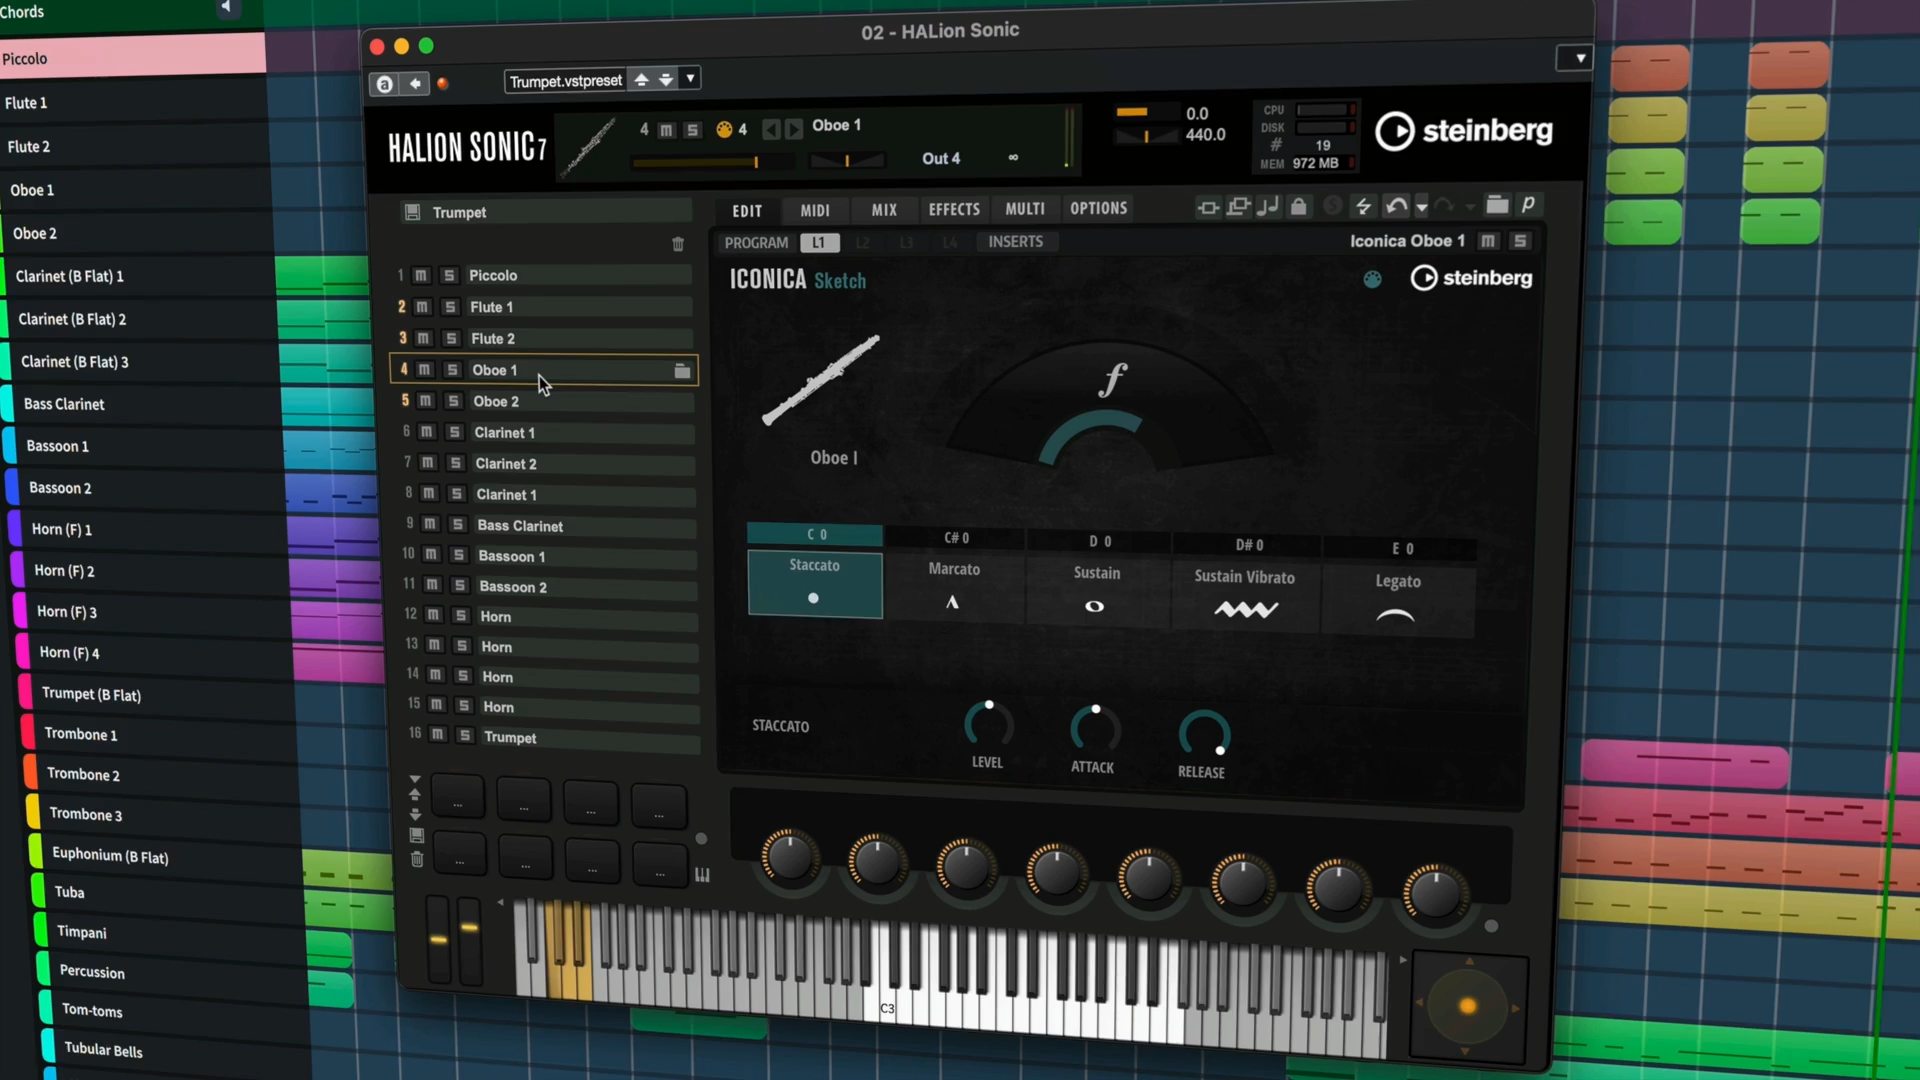 Chords
Piccolo
Flute 1
Flute 2
Oboe 1
Oboe 2
Clarinet (B Flat) 1
Clarinet (B Flat) 2
Clarinet (B Flat) 3
Bass Clarinet
Bassoon 1
Bassoon 2
Horn (F) 1
Horn (F) 2
Horn (F) 3
Horn (F) 4
Trumpet (B Flat)
Trombone 1
Trombone 2
Trombone 3
Euphonium (B Flat)
Tuba
Timpani
Percussion
Tom-toms
Tubular Bells
02 - HALion Sonic
a
Trumpet.vstpreset
HALION SONIC 7
4 m S 4 Oboe 1
Out 4 ∞
0.0
440.0
CPU
DISK
# 19
MEM 972 MB
steinberg
Trumpet
1 m S Piccolo
2 m S Flute 1
3 m S Flute 2
4 m S Oboe 1
5 m S Oboe 2
6 m S Clarinet 1
7 m S Clarinet 2
8 m S Clarinet 1
9 m S Bass Clarinet
10 m S Bassoon 1
11 m S Bassoon 2
12 m S Horn
13 m S Horn
14 m S Horn
15 m S Horn
16 m S Trumpet
... ... ... ...
... ... ... ...
EDIT MIDI MIX EFFECTS MULTI OPTIONS
PROGRAM L1 L2 L3 L4 INSERTS Iconica Oboe 1 m S
ICONICA Sketch
steinberg
f
Oboe I
C 0 C# 0 D 0 D# 0 E 0
Staccato Marcato Sustain Sustain Vibrato Legato
STACCATO
LEVEL ATTACK RELEASE
C3